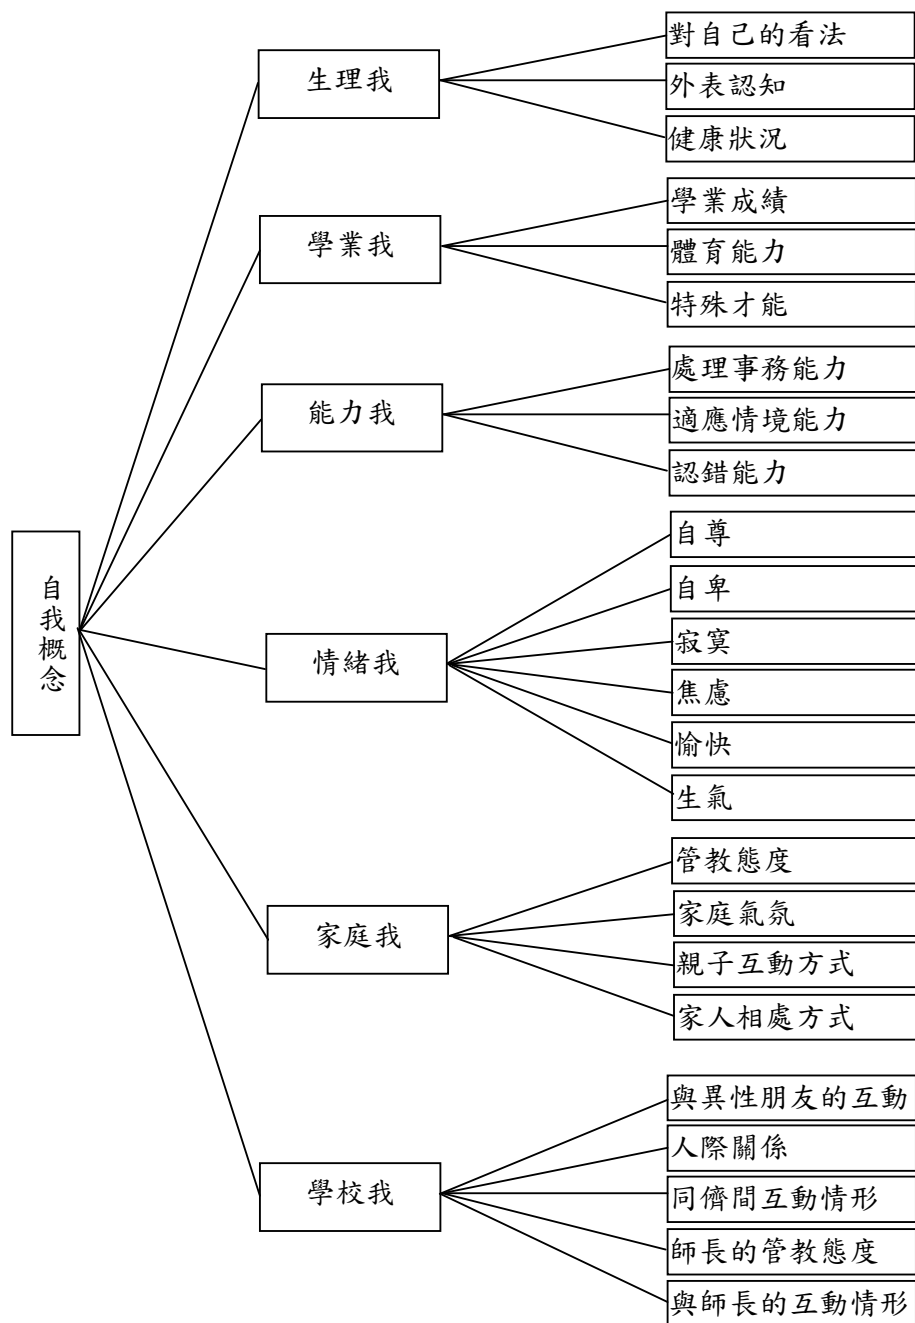 自我概念
生理我
對自己的看法
外表認知
健康狀況
學業我
學業成績
體育能力
特殊才能
能力我
處理事務能力
適應情境能力
認錯能力
情緒我
自尊
自卑
寂寞
焦慮
愉快
生氣
家庭我
管教態度
家庭氣氛
親子互動方式
家人相處方式
學校我
與異性朋友的互動
人際關係
同儕間互動情形
師長的管教態度
與師長的互動情形